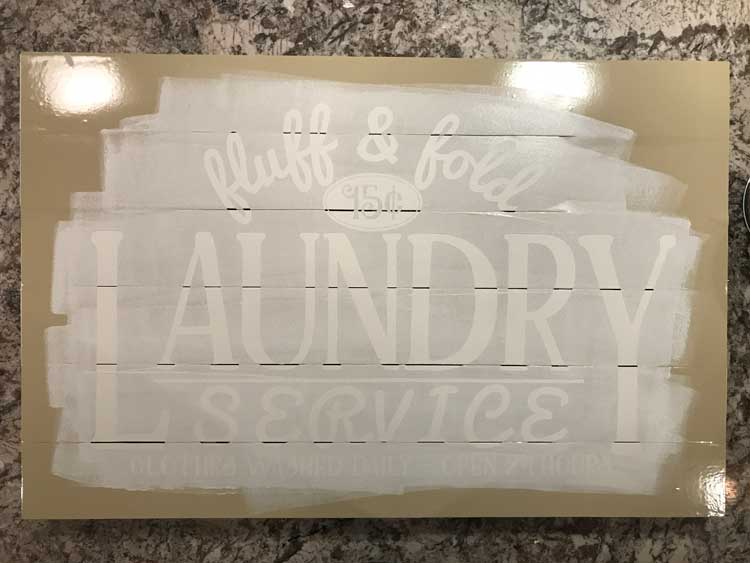 fluff & fold
15¢
LAUNDRY
SERVICE
CLOTHES WASHED DAILY - OPEN 24 HOURS